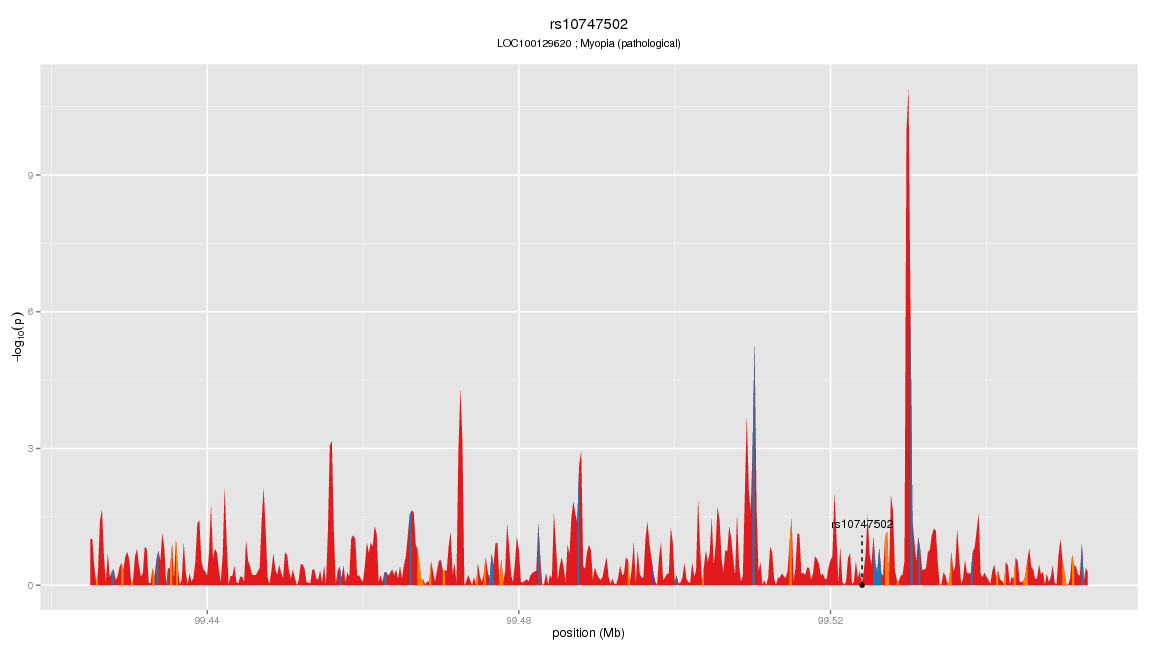 rs10747502
LOC100129620 ; Myopia (pathological)
−log10(p)
9
6
3
0
rs10747502
99.44
99.48
99.52
position (Mb)